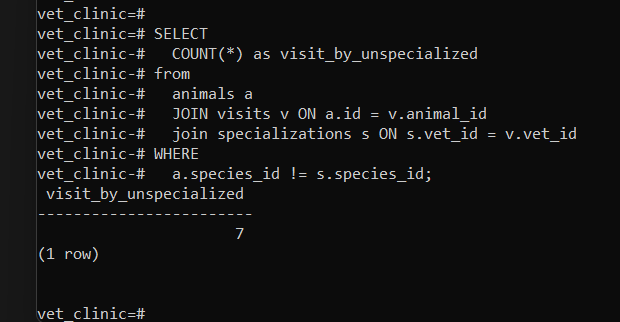 vet_clinic=#
vet_clinic=# SELECT
vet_clinic-#   COUNT(*) as visit_by_unspecialized
vet_clinic-# from
vet_clinic-#   animals a
vet_clinic-#   JOIN visits v ON a.id = v.animal_id
vet_clinic-#   join specializations s ON s.vet_id = v.vet_id
vet_clinic-# WHERE
vet_clinic-#   a.species_id != s.species_id;
 visit_by_unspecialized
------------------------
                      7
(1 row)
vet_clinic=#